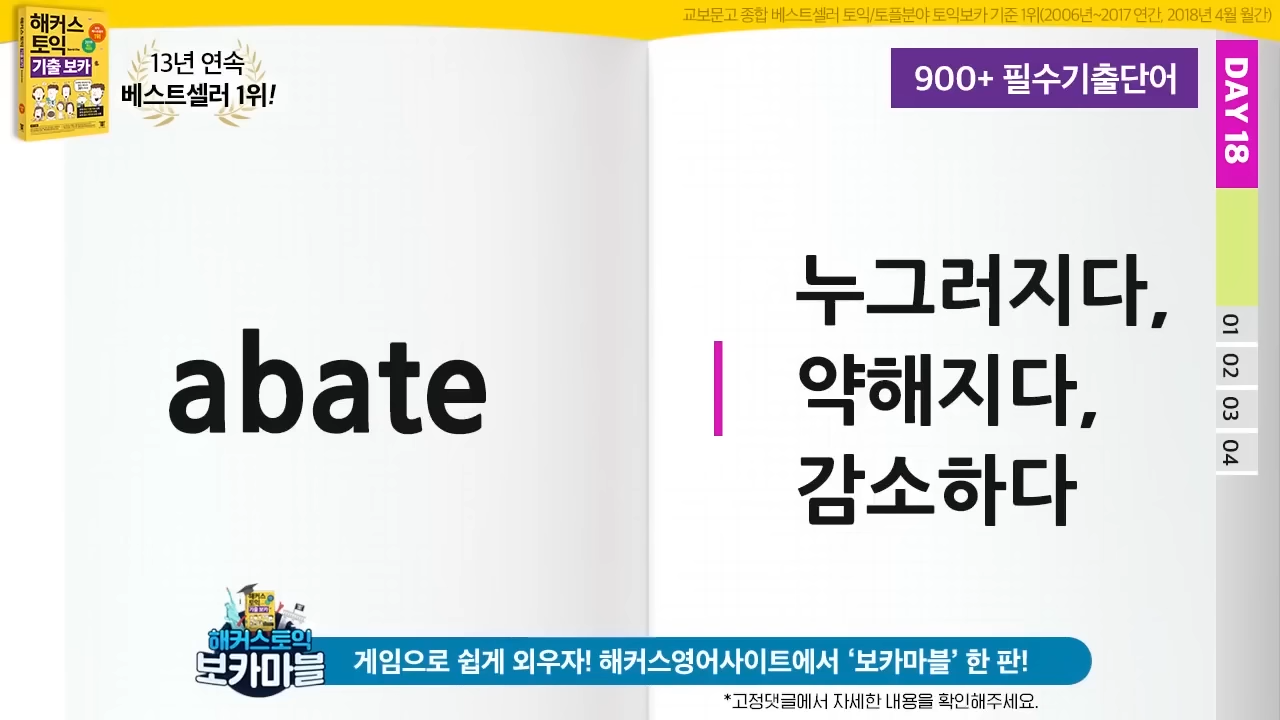 교보문고 종합 베스트셀러 토익/토플분야 토익보카 기준 1위(2006년~2017 연간, 2018년 4월 월간)
해커스
토익
기출 보카
13년 연속
베스트셀러 1위!
900+ 필수기출단어
DAY 18
01
02
03
04
abate
누그러지다,
약해지다,
감소하다
해커스토익
보카마블
게임으로 쉽게 외우자! 해커스영어사이트에서 ‘보카마블’ 한 판!
*고정댓글에서 자세한 내용을 확인해주세요.